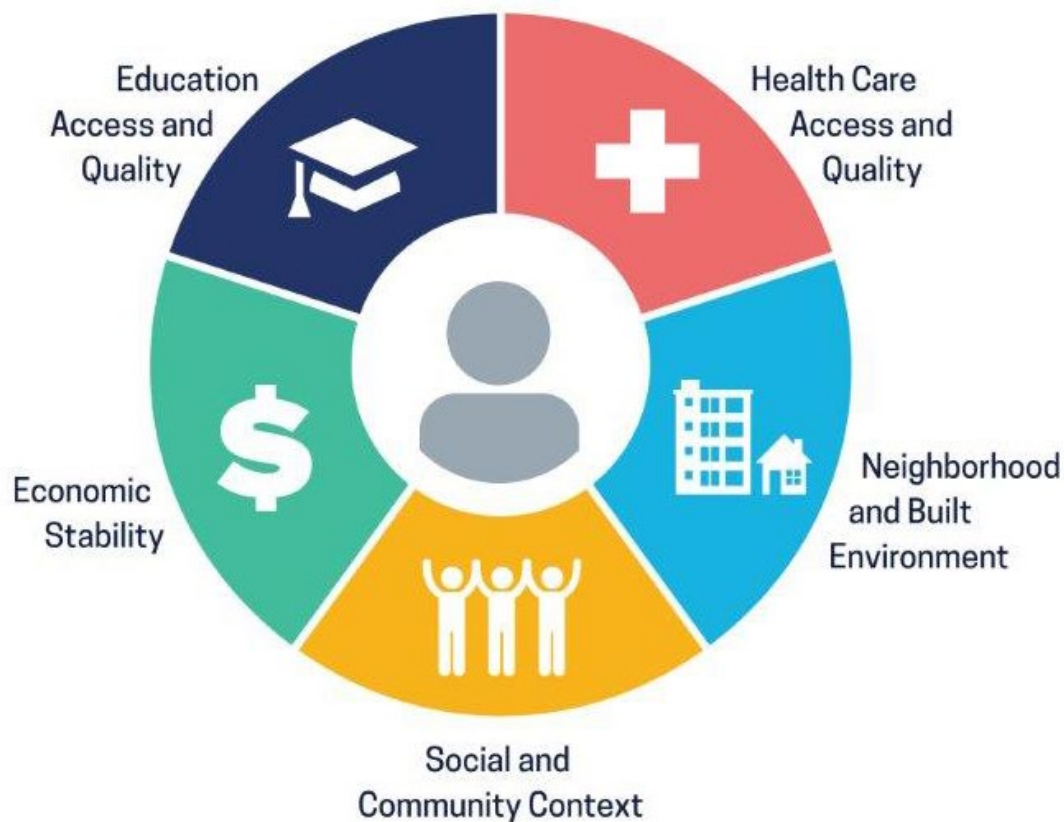 Education
Access and
Quality
Health Care
Access and
Quality
Economic
Stability
Neighborhood
and Built
Environment
Social and
Community Context